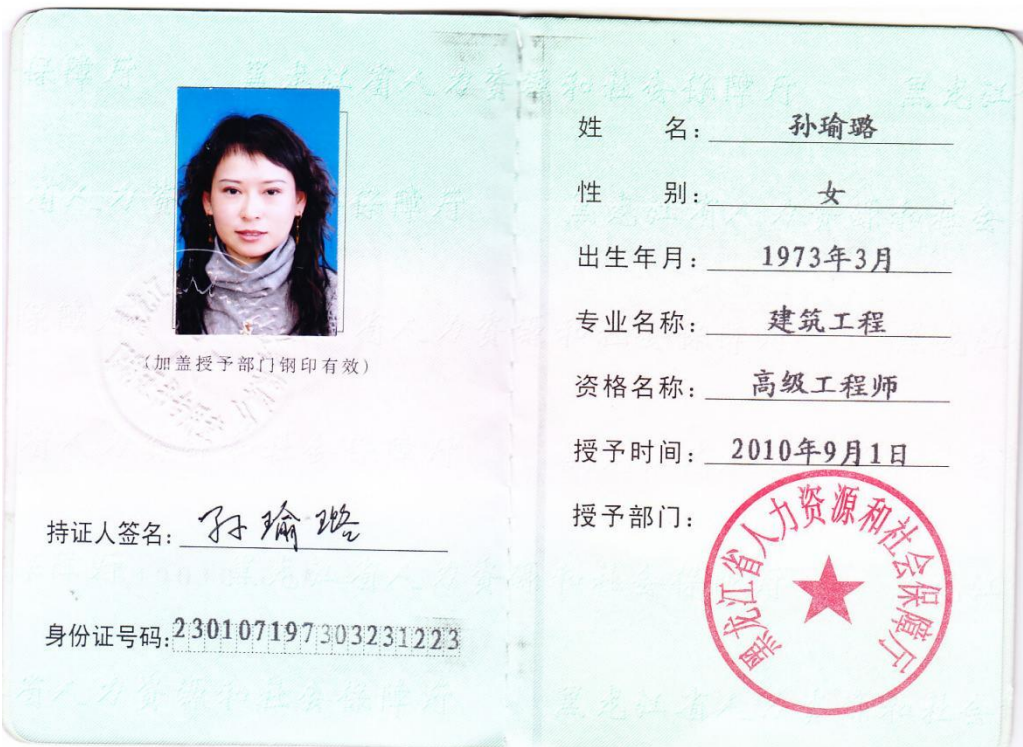 (加盖授予部门钢印有效)
持证人签名: 孙瑜璐
身份证号码: 230107197303231223
姓 名: 孙瑜璐
性 别: 女
出生年月: 1973年3月
专业名称: 建筑工程
资格名称: 高级工程师
授予时间: 2010年9月1日
授予部门:
黑龙江省人力资源和社会保障厅